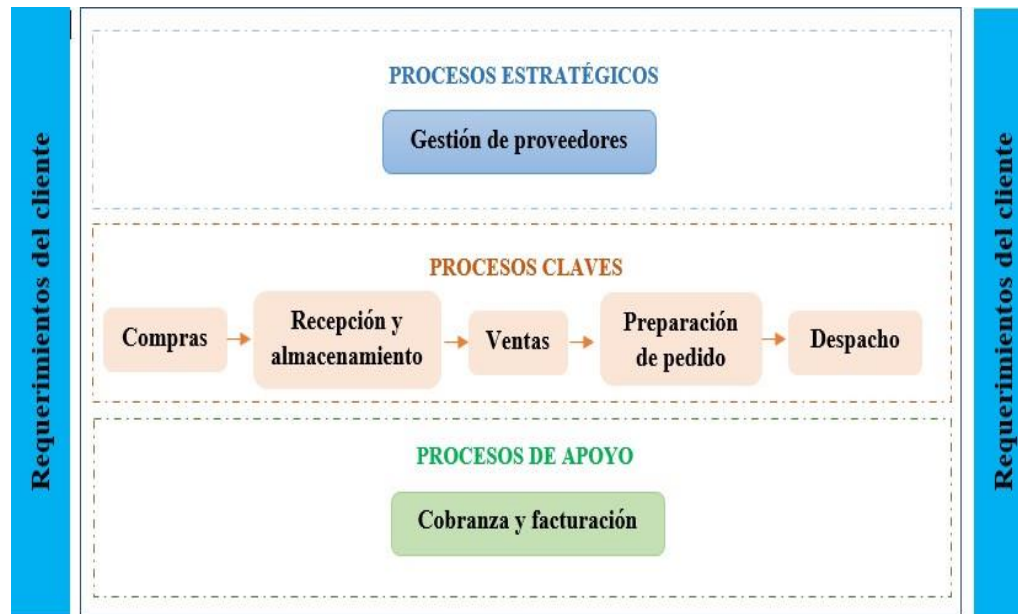 Requerimientos del cliente
PROCESOS ESTRATÉGICOS
Gestión de proveedores
PROCESOS CLAVES
Compras
Recepción y
almacenamiento
Ventas
Preparación
de pedido
Despacho
PROCESOS DE APOYO
Cobranza y facturación
Requerimientos del cliente